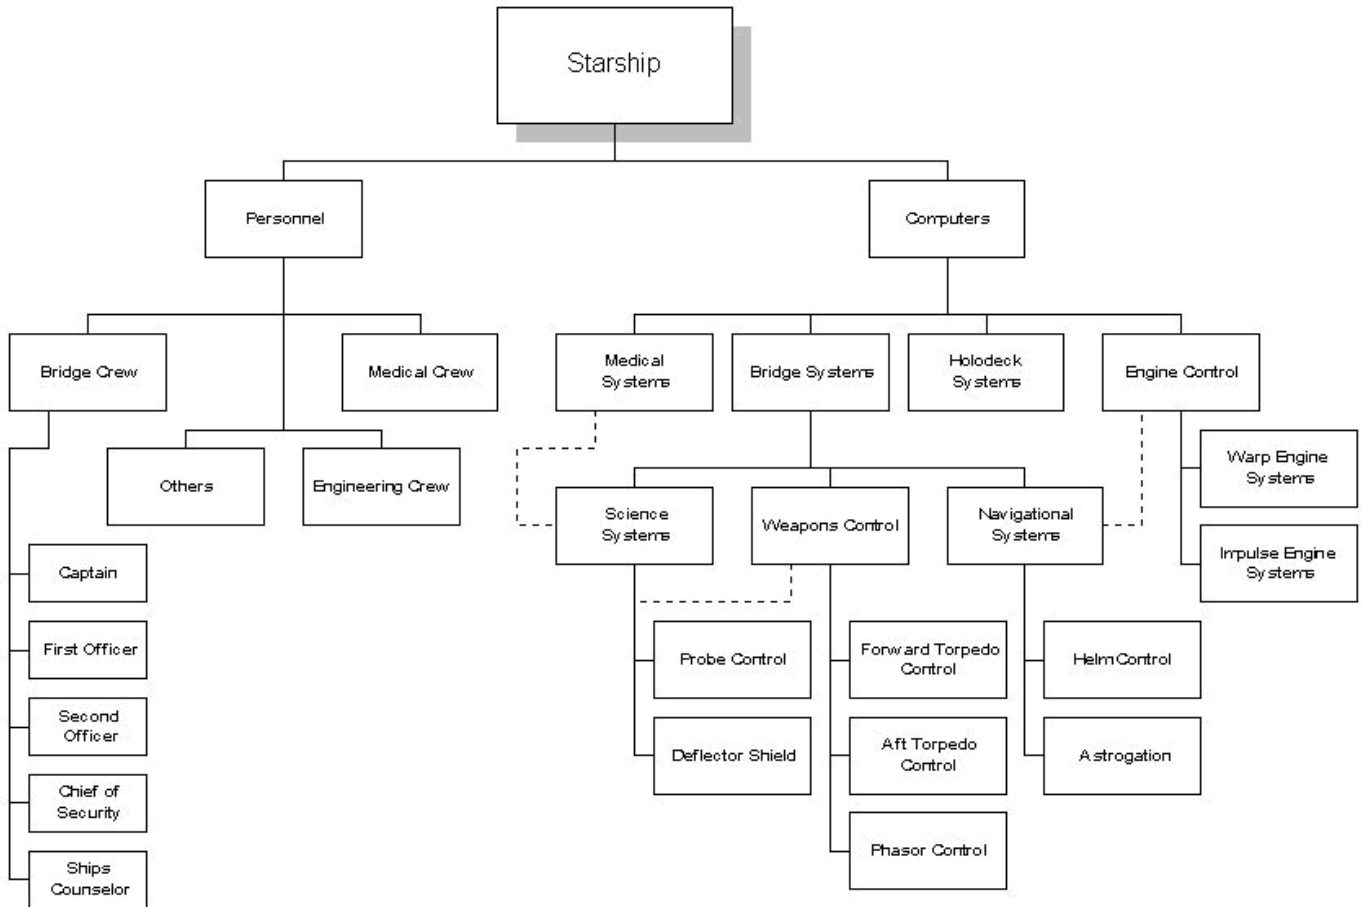 Starship
Personnel
Computers
Bridge Crew
Medical Crew
Medical
Systems
Bridge Systems
Holodeck
Systems
Engine Control
Others
Engineering Crew
Warp Engine
Systems
Science
Systems
Weapons Control
Navigational
Systems
Impulse Engine
Systems
Captain
First Officer
Second
Officer
Chief of
Security
Ships
Counselor
Probe Control
Deflector Shield
Forward Torpedo
Control
Aft Torpedo
Control
Phasor Control
Helm Control
Astrogation